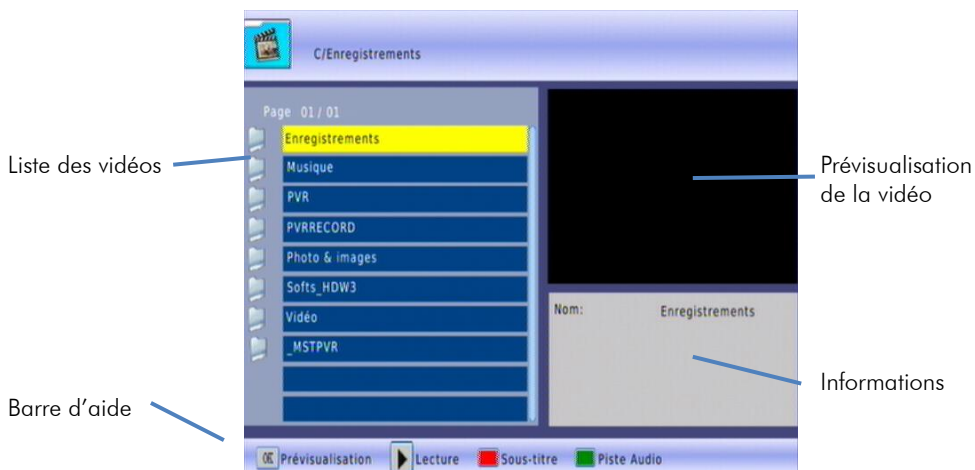 C/Enregistrements
Page 01/01
Enregistrements
Musique
PVR
PVRRECORD
Photo & images
Softs_HDW3
Vidéo
_MSTPVR
Nom: Enregistrements
OK Prévisualisation Lecture Sous-titre Piste Audio
Liste des vidéos
Barre d'aide
Prévisualisation
de la vidéo
Informations